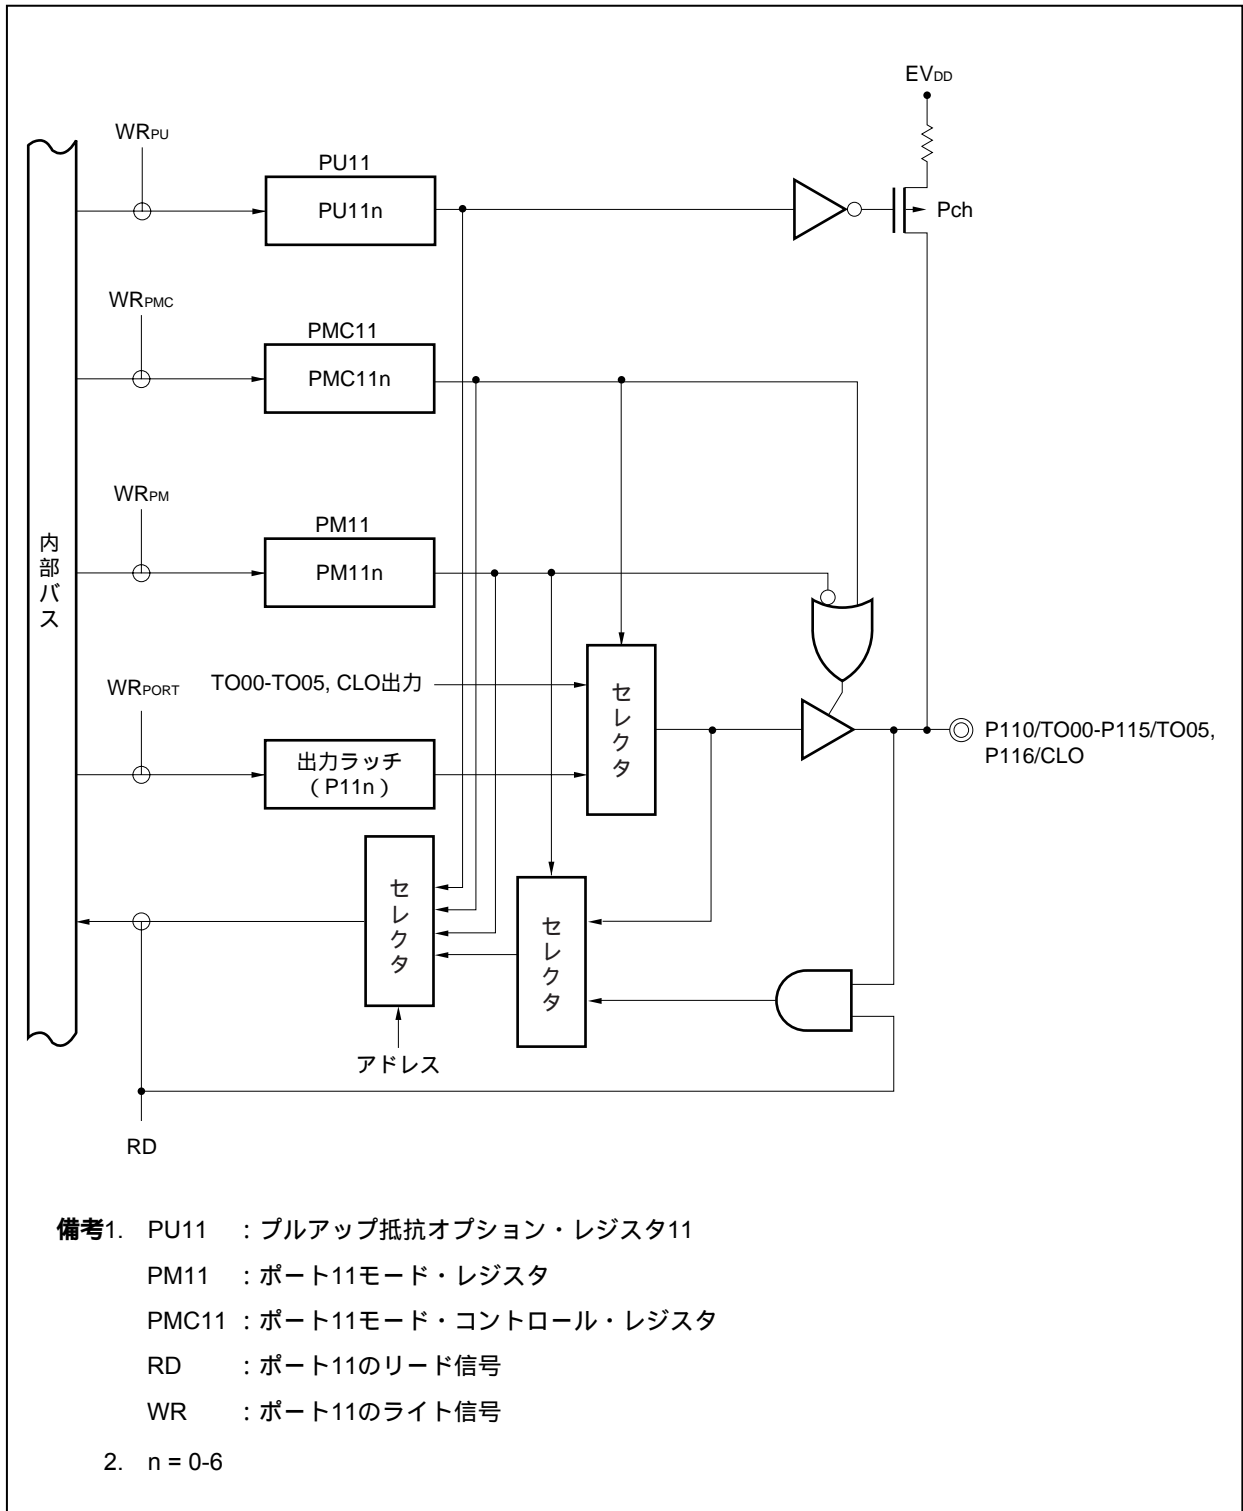 EVDD
WRPU
PU11
PU11n
Pch
WRPMC
PMC11
PMC11n
WRPM
PM11
PM11n
内部バス
WRPORT
TO00-TO05, CLO出力
セレクタ
出力ラッチ
（P11n）
P110/TO00-P115/TO05,
P116/CLO
セレクタ
セレクタ
アドレス
RD
備考1. PU11 ：プルアップ抵抗オプション・レジスタ11
PM11 ：ポート11モード・レジスタ
PMC11 ：ポート11モード・コントロール・レジスタ
RD ：ポート11のリード信号
WR ：ポート11のライト信号
2. n = 0-6